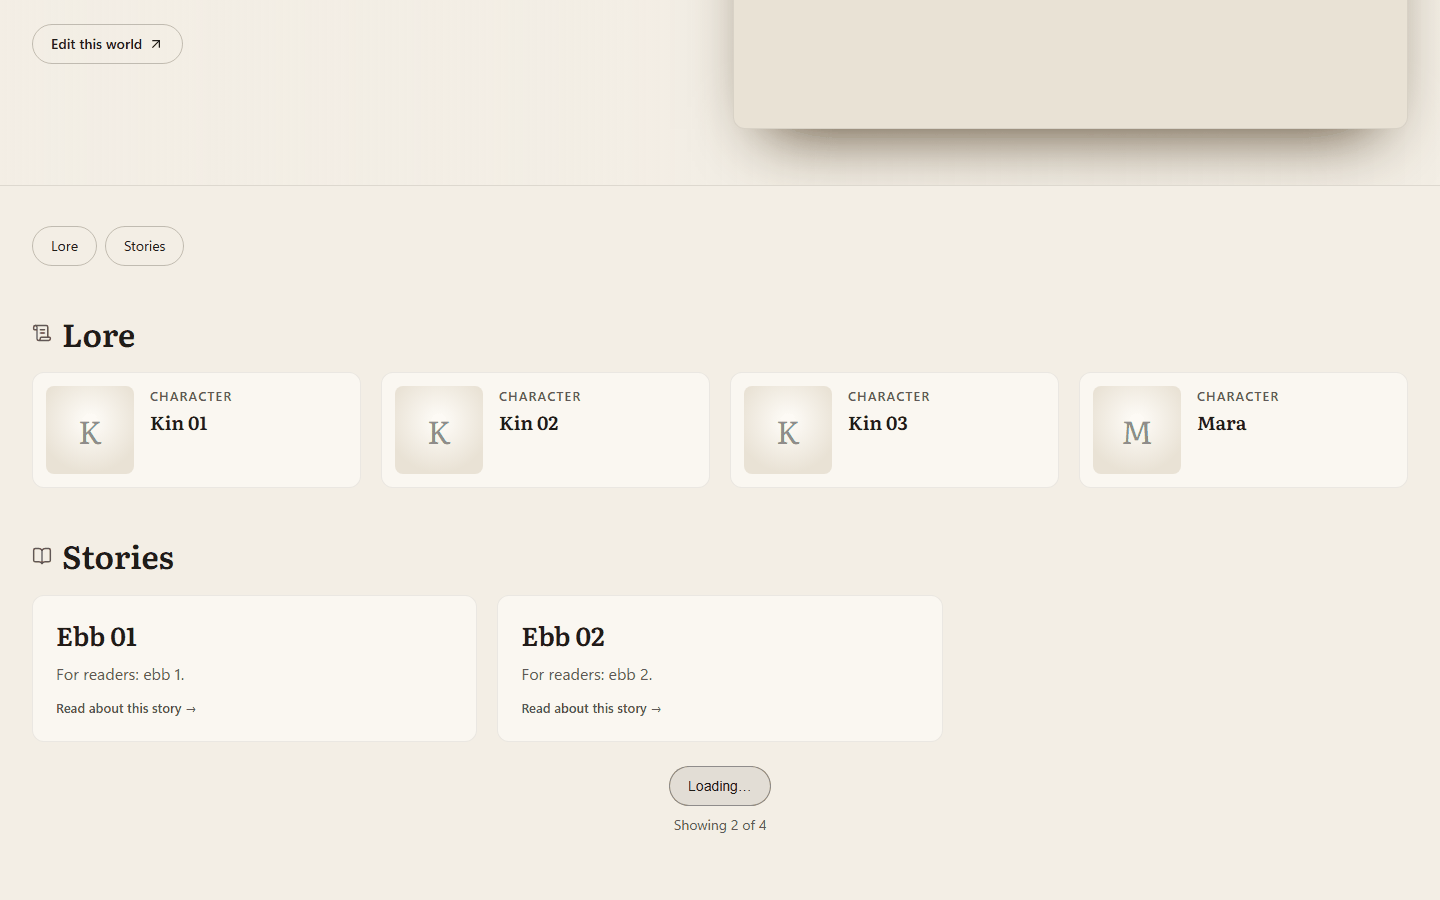 Edit this world
Lore
Stories
Lore
K
CHARACTER
Kin 01
K
CHARACTER
Kin 02
K
CHARACTER
Kin 03
M
CHARACTER
Mara
Stories
Ebb 01
For readers: ebb 1.
Read about this story →
Ebb 02
For readers: ebb 2.
Read about this story →
Loading…
Showing 2 of 4